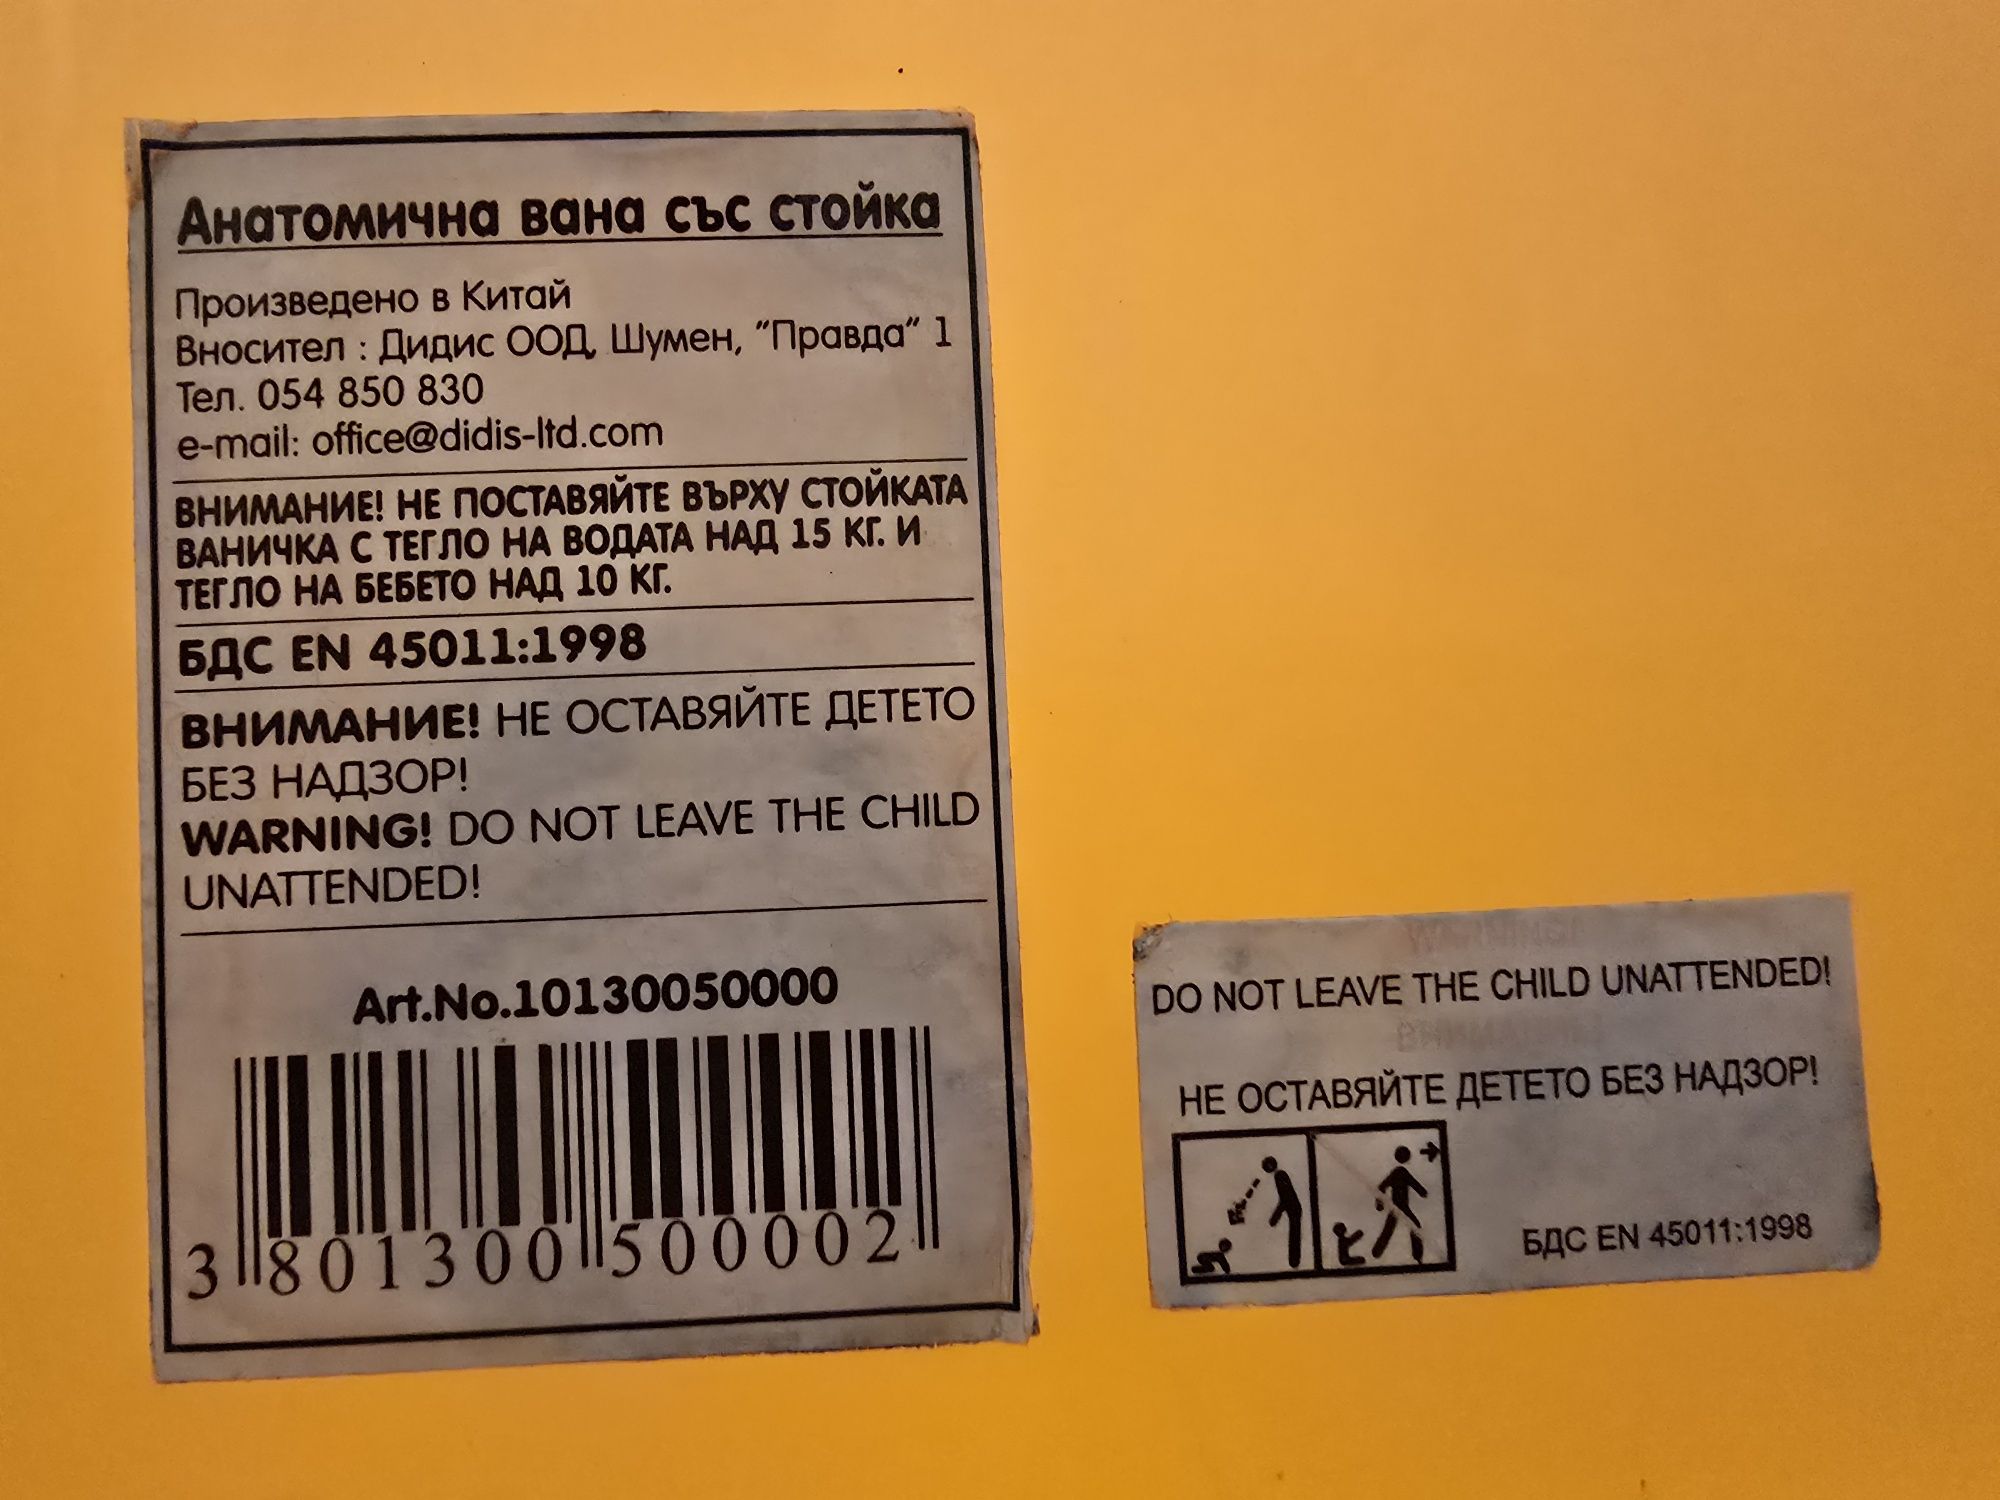 Анатомична вана със стойка
Произведено в Китай
Вносител : Дидис ООД, Шумен, "Правда" 1
Тел. 054 850 830
e-mail: office@didis-ltd.com
ВНИМАНИЕ! НЕ ПОСТАВЯЙТЕ ВЪРХУ СТОЙКАТА
ВАНИЧКА С ТЕГЛО НА ВОДАТА НАД 15 КГ. И
ТЕГЛО НА БЕБЕТО НАД 10 КГ.
БДС EN 45011:1998
ВНИМАНИЕ! НЕ ОСТАВЯЙТЕ ДЕТЕТО
БЕЗ НАДЗОР!
WARNING! DO NOT LEAVE THE CHILD
UNATTENDED!
Art.No.10130050000
3 801300 500002
DO NOT LEAVE THE CHILD UNATTENDED!
НЕ ОСТАВЯЙТЕ ДЕТЕТО БЕЗ НАДЗОР!
БДС EN 45011:1998